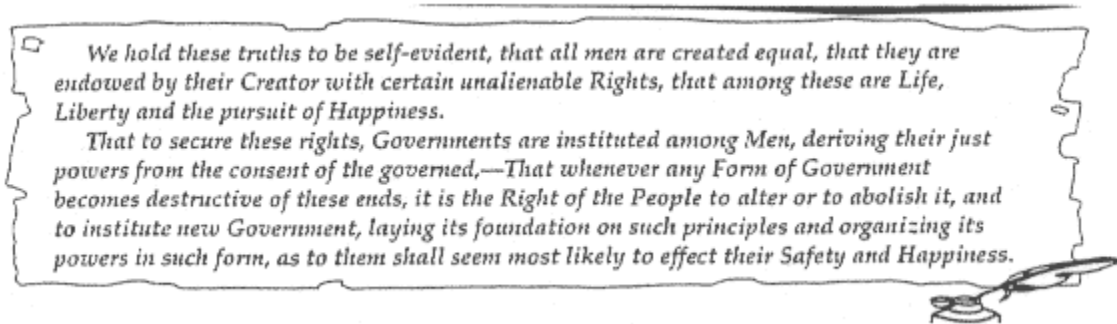 We hold these truths to be self-evident, that all men are created equal, that they are
endowed by their Creator with certain unalienable Rights, that among these are Life,
Liberty and the pursuit of Happiness.
That to secure these rights, Governments are instituted among Men, deriving their just
powers from the consent of the governed,—That whenever any Form of Government
becomes destructive of these ends, it is the Right of the People to alter or to abolish it, and
to institute new Government, laying its foundation on such principles and organizing its
powers in such form, as to them shall seem most likely to effect their Safety and Happiness.